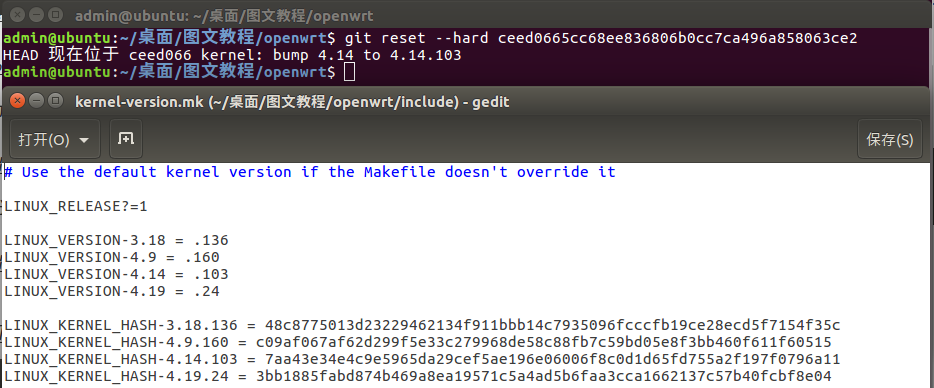 admin@ubuntu: ~/桌面/图文教程/openwrt
admin@ubuntu:~/桌面/图文教程/openwrt$ git reset --hard ceed0665cc68ee836806b0cc7ca496a858063ce2
HEAD 现在位于 ceed066 kernel: bump 4.14 to 4.14.103
admin@ubuntu:~/桌面/图文教程/openwrt$
kernel-version.mk (~/桌面/图文教程/openwrt/include) - gedit
打开(O) 保存(S)
# Use the default kernel version if the Makefile doesn't override it
LINUX_RELEASE?=1
LINUX_VERSION-3.18 = .136
LINUX_VERSION-4.9 = .160
LINUX_VERSION-4.14 = .103
LINUX_VERSION-4.19 = .24
LINUX_KERNEL_HASH-3.18.136 = 48c8775013d23229462134f911bbb14c7935096fcccfb19ce28ecd5f7154f35c
LINUX_KERNEL_HASH-4.9.160 = c09af067af62d299f5e33c279968de58c88fb7c59bd05e8f3bb460f611f60515
LINUX_KERNEL_HASH-4.14.103 = 7aa43e34e4c9e5965da29cef5ae196e06006f8c0d1d65fd755a2f197f0796a11
LINUX_KERNEL_HASH-4.19.24 = 3bb1885fabd874b469a8ea19571c5a4ad5b6faa3cca1662137c57b40fcbf8e04